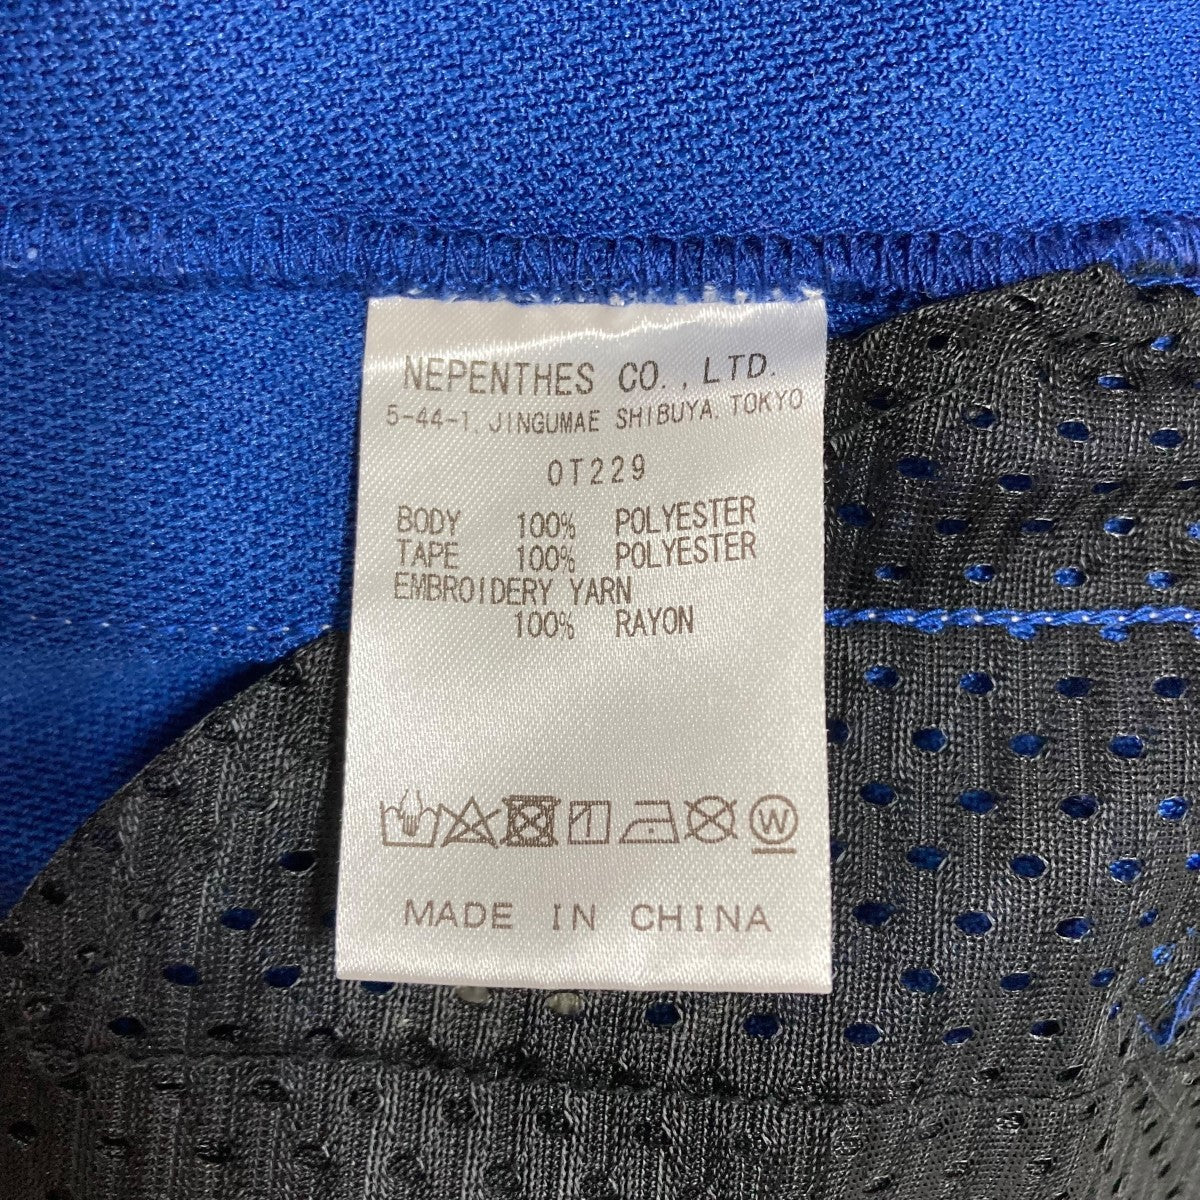 NEPENTHES CO., LTD.
5-44-1, JINGUMAE SHIBUYA, TOKYO
OT229
BODY 100% POLYESTER
TAPE 100% POLYESTER
EMBROIDERY YARN
100% RAYON
W
MADE IN CHINA